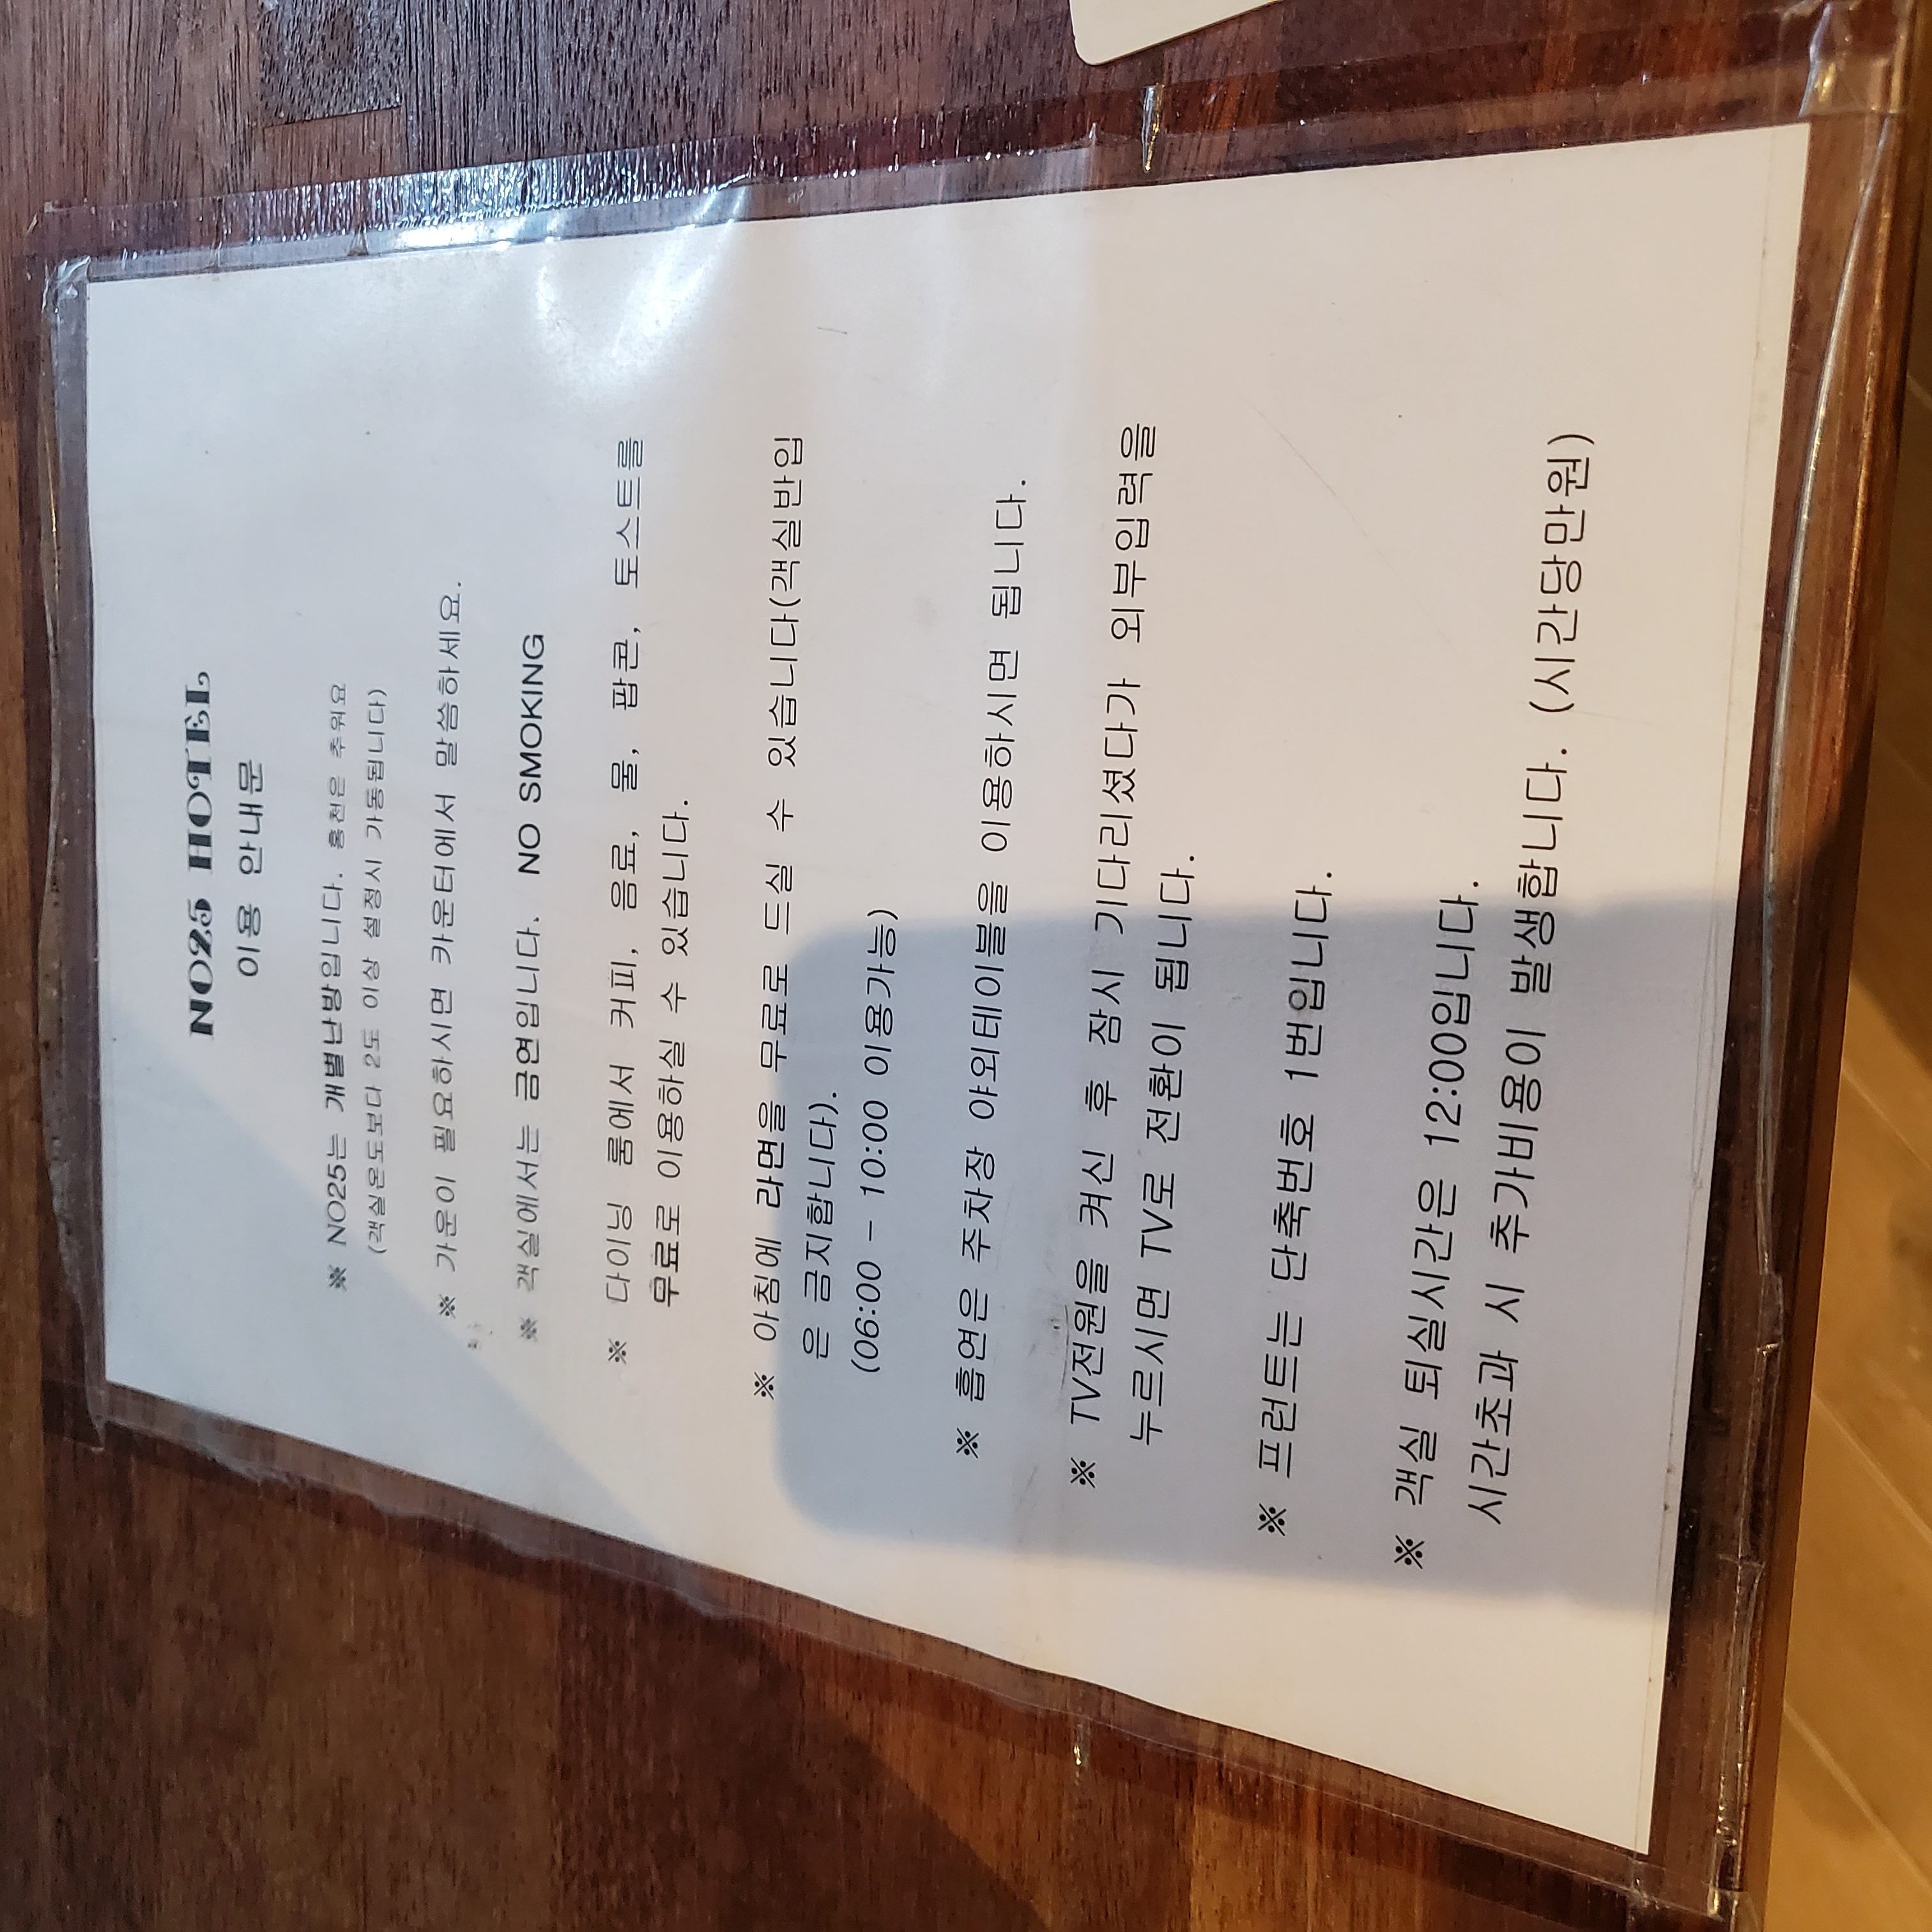 NO25 HOTEL
이용 안내문
※ NO25는 개별난방입니다. 홍천은 추워요
(객실온도보다 2도 이상 설정시 가동됩니다)
※ 가운이 필요하시면 카운터에서 말씀하세요.
※ 객실에서는 금연입니다. NO SMOKING
※ 다이닝 룸에서 커피, 음료, 물, 팝콘, 토스트를
무료로 이용하실 수 있습니다.
※ 아침에 라면을 무료로 드실 수 있습니다(객실반입
은 금지합니다).
(06:00 - 10:00 이용가능)
※ 흡연은 주차장 야외테이블을 이용하시면 됩니다.
※ TV전원을 켜신 후 잠시 기다리셨다가 외부입력을
누르시면 TV로 전환이 됩니다.
※ 프런트는 단축번호 1번입니다.
※ 객실 퇴실시간은 12:00입니다.
시간초과 시 추가비용이 발생합니다. (시간당만원)